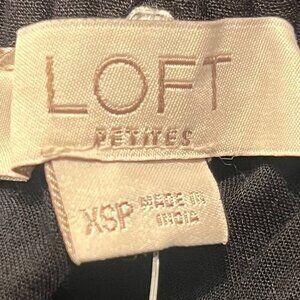 LOFT
PETITES
XSP MADE IN
INDIA